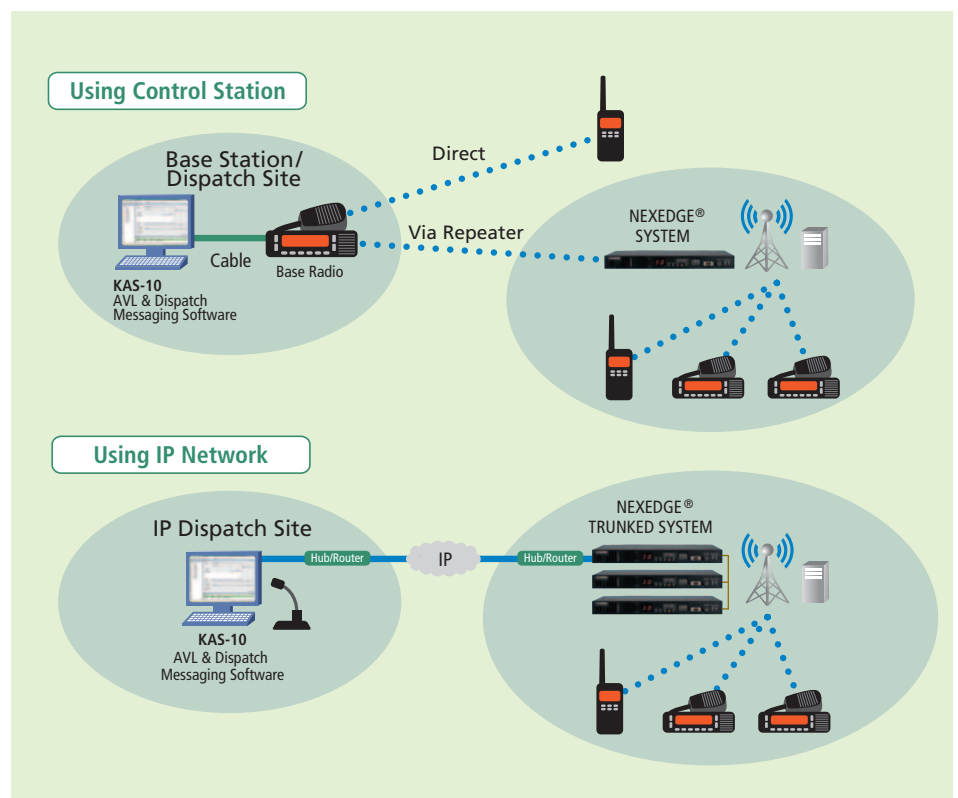 Using Control Station
Base Station/
Dispatch Site
Direct
Via Repeater
NEXEDGE®
SYSTEM
Cable
Base Radio
KAS-10
AVL & Dispatch
Messaging Software
Using IP Network
IP Dispatch Site
Hub/Router
IP
Hub/Router
NEXEDGE®
TRUNKED SYSTEM
KAS-10
AVL & Dispatch
Messaging Software